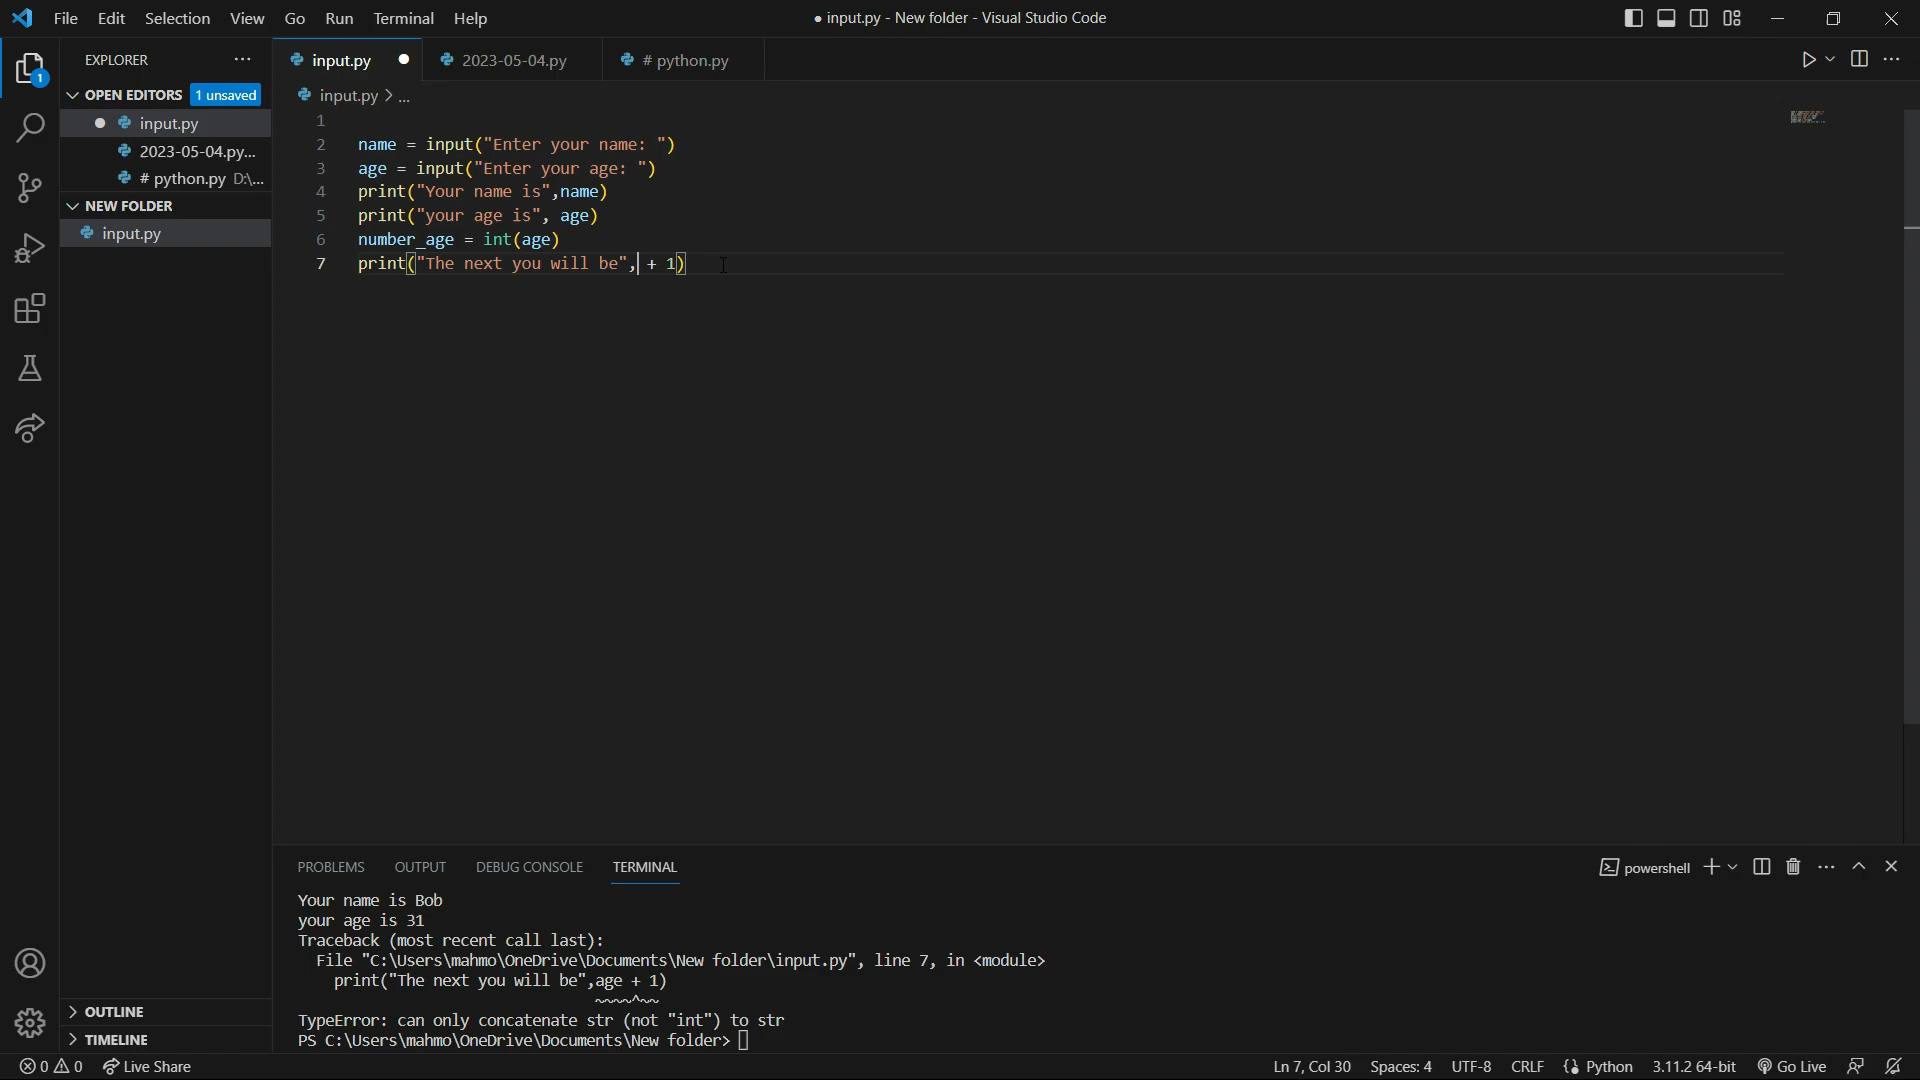 File Edit Selection View Go Run Terminal Help
● input.py - New folder - Visual Studio Code
EXPLORER
OPEN EDITORS 1 unsaved
input.py
2023-05-04.py...
# python.py D:\...
NEW FOLDER
input.py
OUTLINE
TIMELINE
1
input.py 2023-05-04.py # python.py
input.py > ...
1
2 name = input("Enter your name: ")
3 age = input("Enter your age: ")
4 print("Your name is",name)
5 print("your age is", age)
6 number_age = int(age)
7 print("The next you will be", + 1)
PROBLEMS OUTPUT DEBUG CONSOLE TERMINAL
powershell
Your name is Bob
your age is 31
Traceback (most recent call last):
File "C:\Users\mahmo\OneDrive\Documents\New folder\input.py", line 7, in <module>
print("The next you will be",age + 1)
~~~~^~~
TypeError: can only concatenate str (not "int") to str
PS C:\Users\mahmo\OneDrive\Documents\New folder>
0 0 Live Share
Ln 7, Col 30 Spaces: 4 UTF-8 CRLF Python 3.11.2 64-bit Go Live